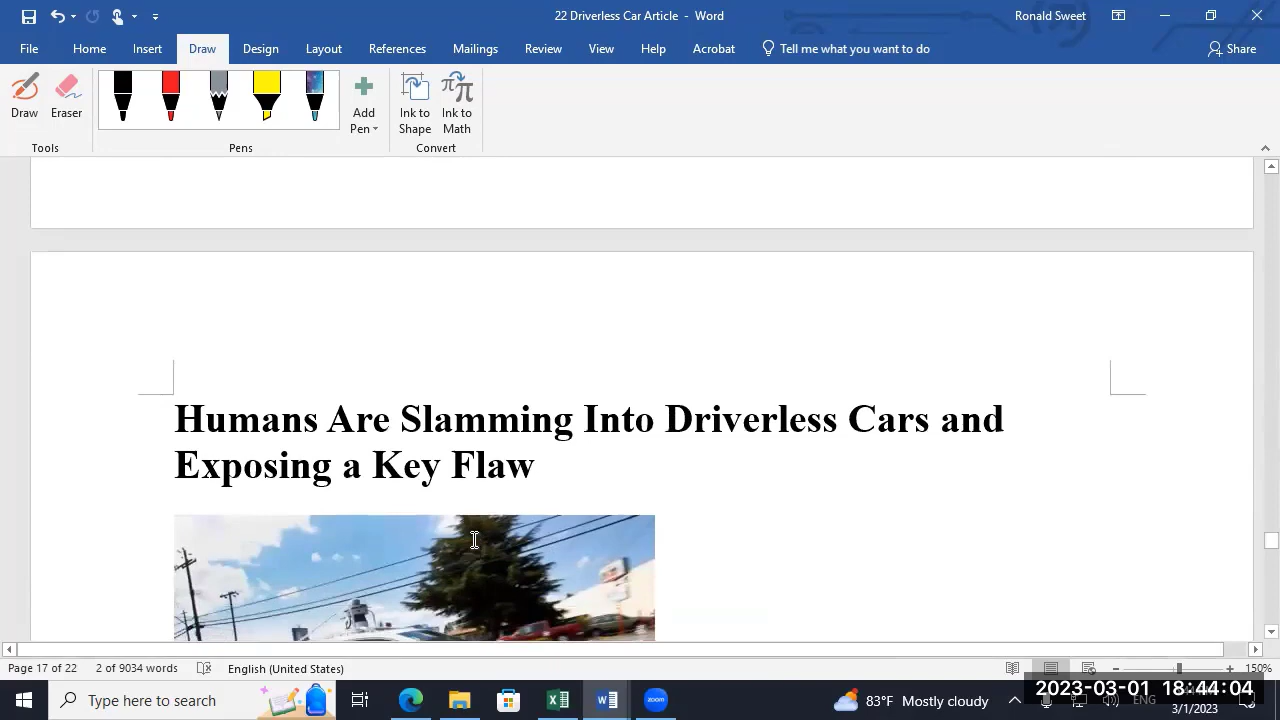 22 Driverless Car Article - Word
Ronald Sweet
File Home Insert Draw Design Layout References Mailings Review View Help Acrobat Tell me what you want to do Share
Draw Eraser Add Pen Ink to Shape Ink to Math
Tools Pens Convert
Humans Are Slamming Into Driverless Cars and
Exposing a Key Flaw
Page 17 of 22 2 of 9034 words English (United States) 150%
Type here to search 83°F Mostly cloudy ENG
2023-03-01 18:44:04
3/1/2023